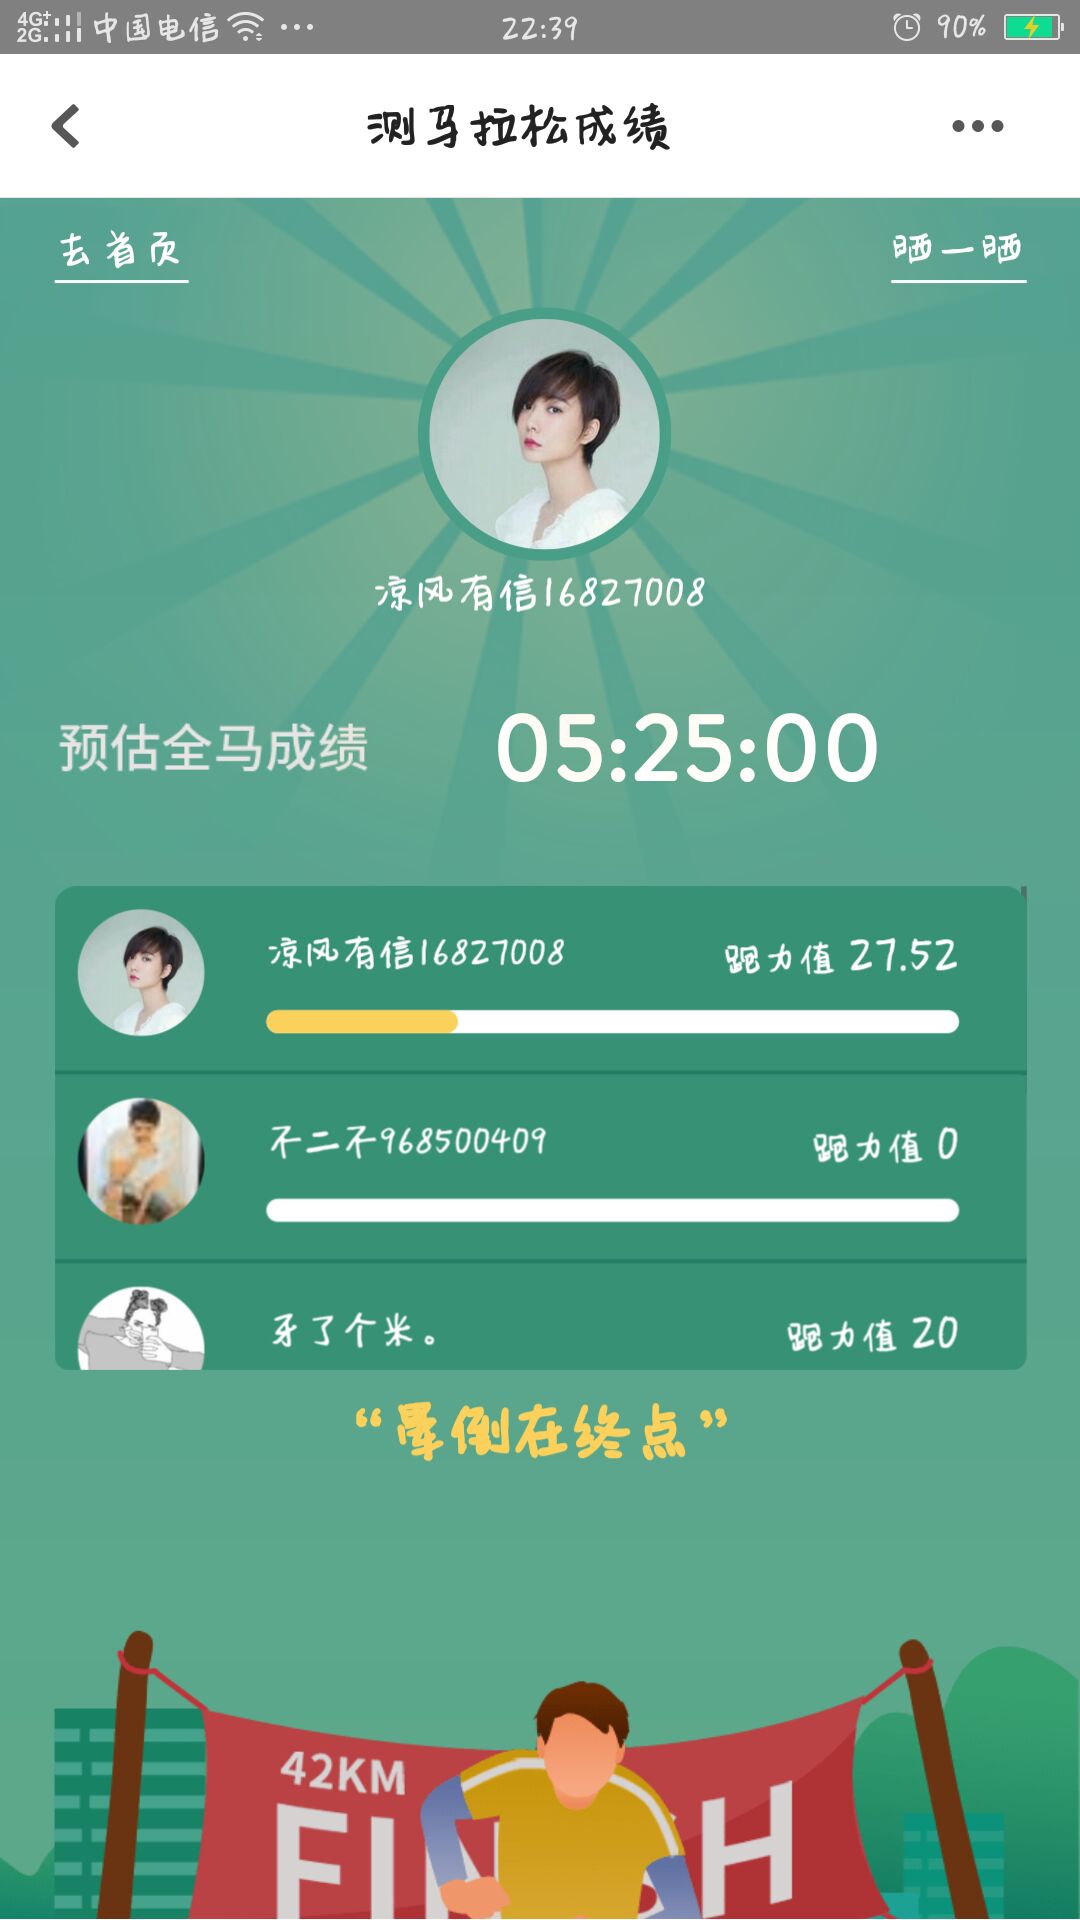 4G+ 2G 中国电信 ... 22:39 90%
测马拉松成绩
去首页 晒一晒
凉风有信16827008
预估全马成绩 05:25:00
凉风有信16827008 跑力值 27.52
不二不968500409 跑力值 0
牙了个米。 跑力值 20
“晕倒在终点”
42KM